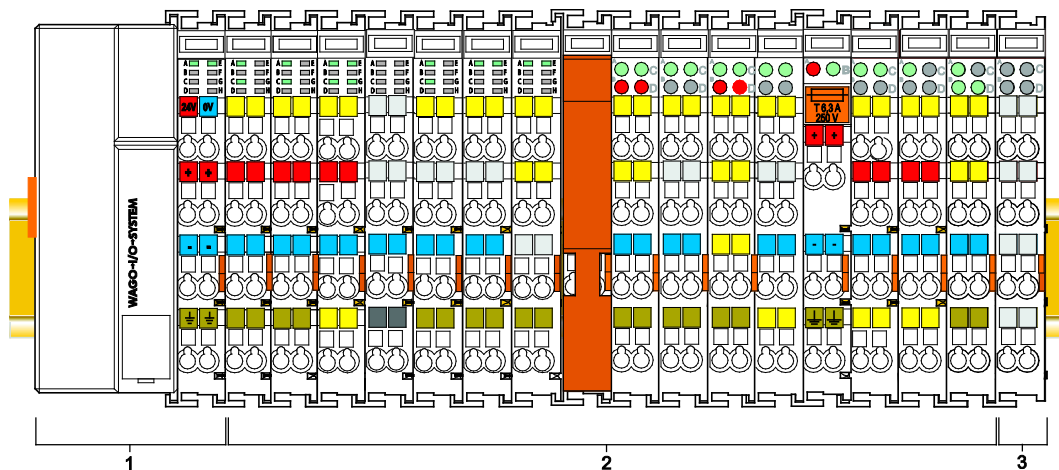 A E A E A E A E A E A E A E A E
B F B F B F B F B F B F B F B F
C G C G C G C G C G C G C G C G
D H D H D H D H D H D H D H D H
C C C B C C
D D D D D
24V 0V
T 6,3 A
250 V
+ +
+ +
- -
- -
WAGO-I/O-SYSTEM
1 2 3